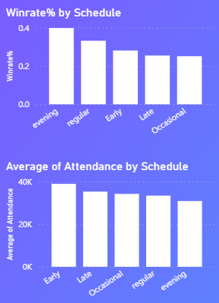 Winrate% by Schedule
Winrate%
0.4
0.2
0.0
evening
regular
Early
Late
Occasional
Average of Attendance by Schedule
Average of Attendance
40K
20K
0K
Early
Late
Occasional
regular
evening